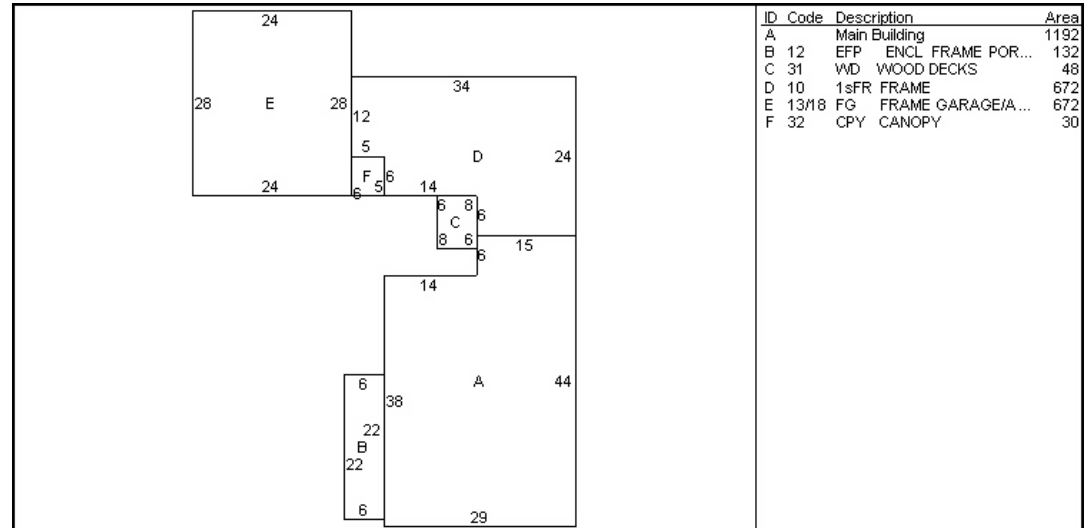 24
ID Code Description Area
A Main Building 1192
B 12 EFP ENCL FRAME POR... 132
C 31 WD WOOD DECKS 48
D 10 1sFR FRAME 672
E 13/18 FG FRAME GARAGE/A... 672
F 32 CPY CANOPY 30
34
28 E 28
12
5
D 24
F 6
24 5 14
6
6 8
C 6
8 6 15
6
14
6 A 44
38
22
B
22
6
29